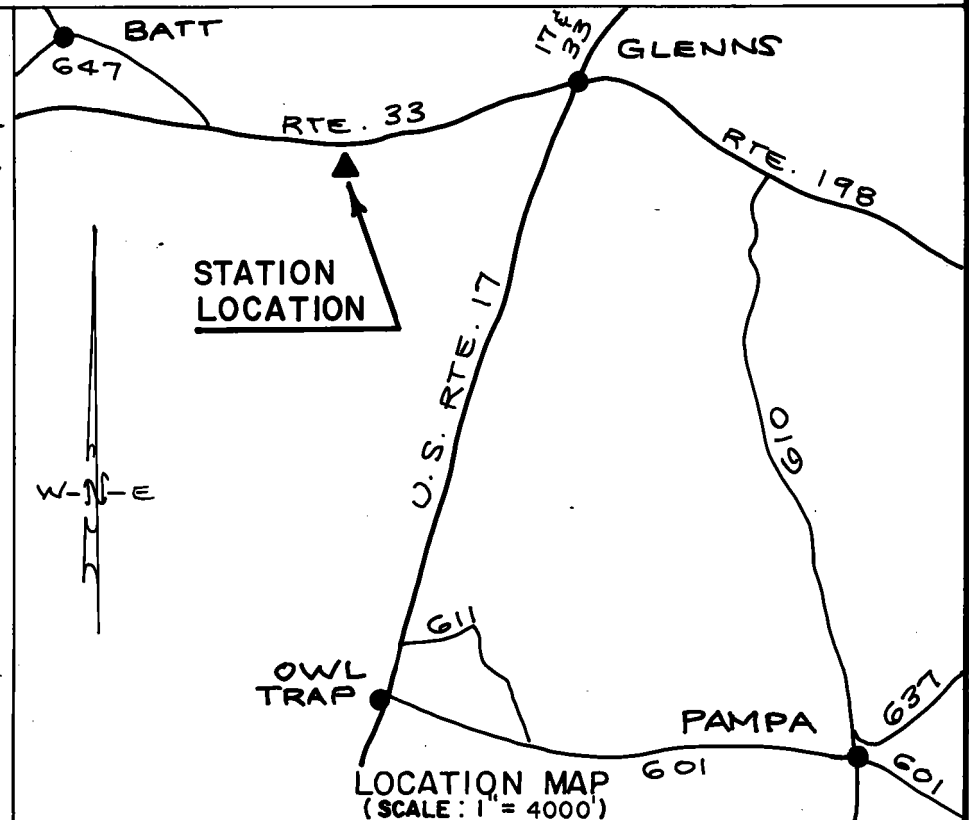 BATT
647
17 & 33
GLENNS
RTE. 33
RTE. 198
STATION
LOCATION
U.S. RTE. 17
610
W-N-E
611
OWL
TRAP
PAMPA
637
601
601
LOCATION MAP
(SCALE: 1" = 4000')